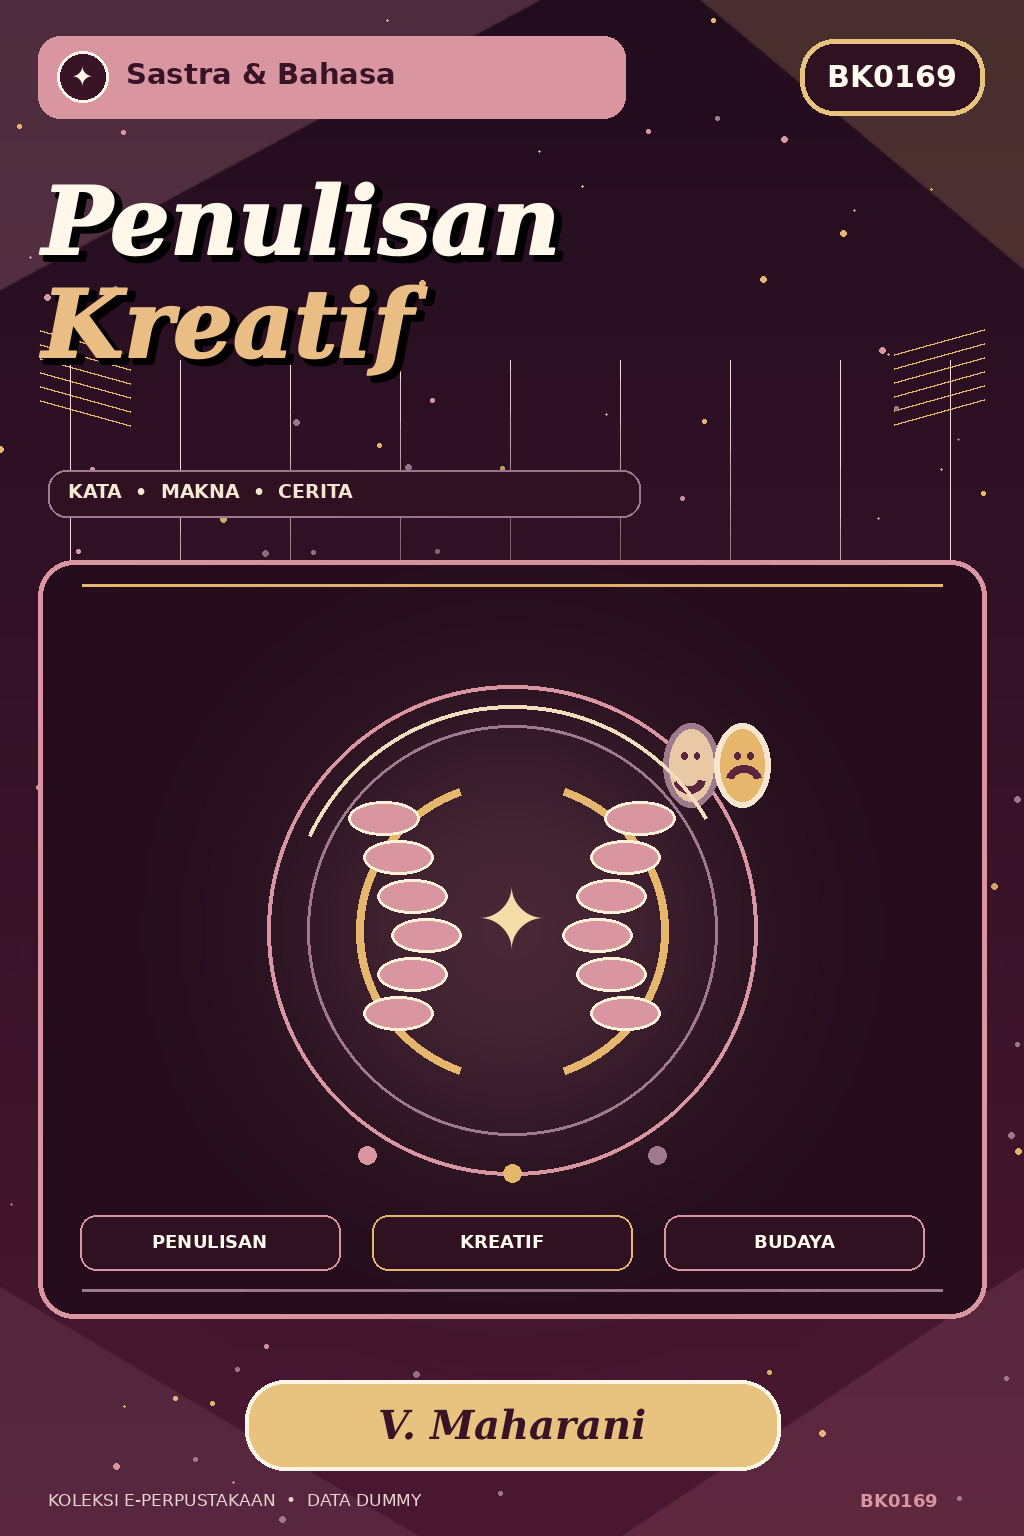 Sastra & Bahasa
BK0169
Penulisan
Kreatif
KATA • MAKNA • CERITA
PENULISAN
KREATIF
BUDAYA
V. Maharani
KOLEKSI E-PERPUSTAKAAN • DATA DUMMY
BK0169